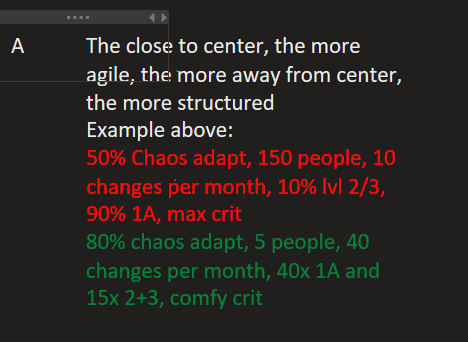 A
The close to center, the more
agile, the more away from center,
the more structured
Example above:
50% Chaos adapt, 150 people, 10
changes per month, 10% lvl 2/3,
90% 1A, max crit
80% chaos adapt, 5 people, 40
changes per month, 40x 1A and
15x 2+3, comfy crit